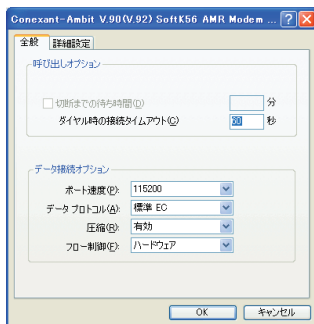 Conexant-Ambit V.90(V.92) SoftK56 AMR Modem ...
全般 詳細設定
呼び出しオプション
切断までの待ち時間(D) 分
ダイヤル時の接続タイムアウト(C) 60 秒
データ接続オプション
ポート速度(P): 115200
データ プロトコル(A): 標準 EC
圧縮(R): 有効
フロー制御(F): ハードウェア
OK キャンセル